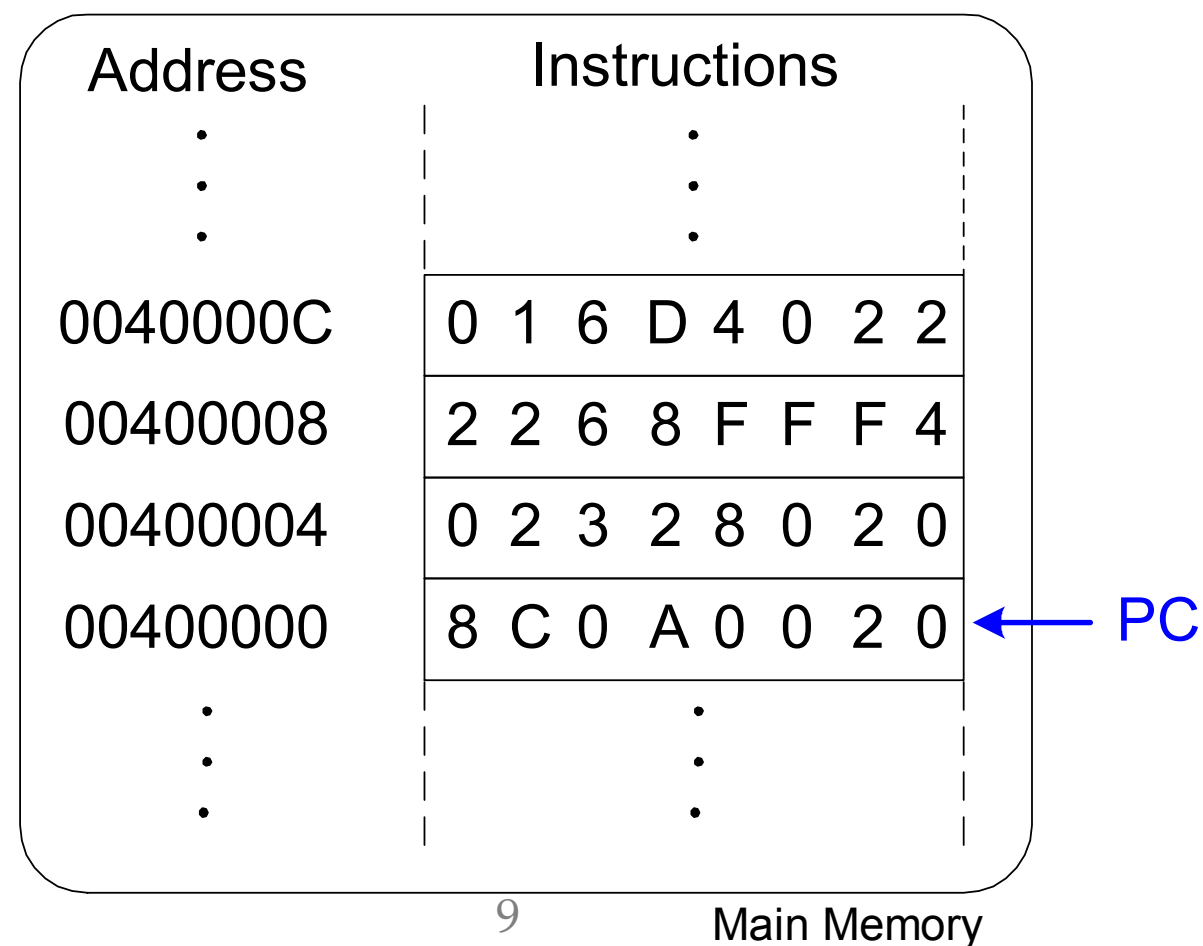 Address Instructions
0040000C 0 1 6 D 4 0 2 2
00400008 2 2 6 8 F F F 4
00400004 0 2 3 2 8 0 2 0
00400000 8 C 0 A 0 0 2 0 PC
9 Main Memory